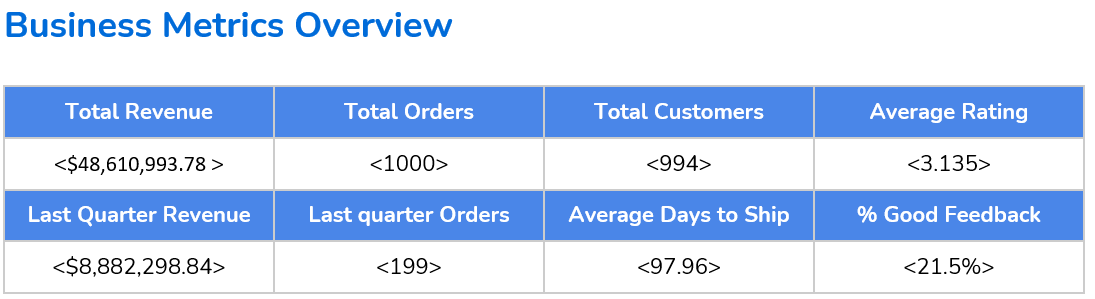 Business Metrics Overview
Total Revenue Total Orders Total Customers Average Rating
<$48,610,993.78 > <1000> <994> <3.135>
Last Quarter Revenue Last quarter Orders Average Days to Ship % Good Feedback
<$8,882,298.84> <199> <97.96> <21.5%>